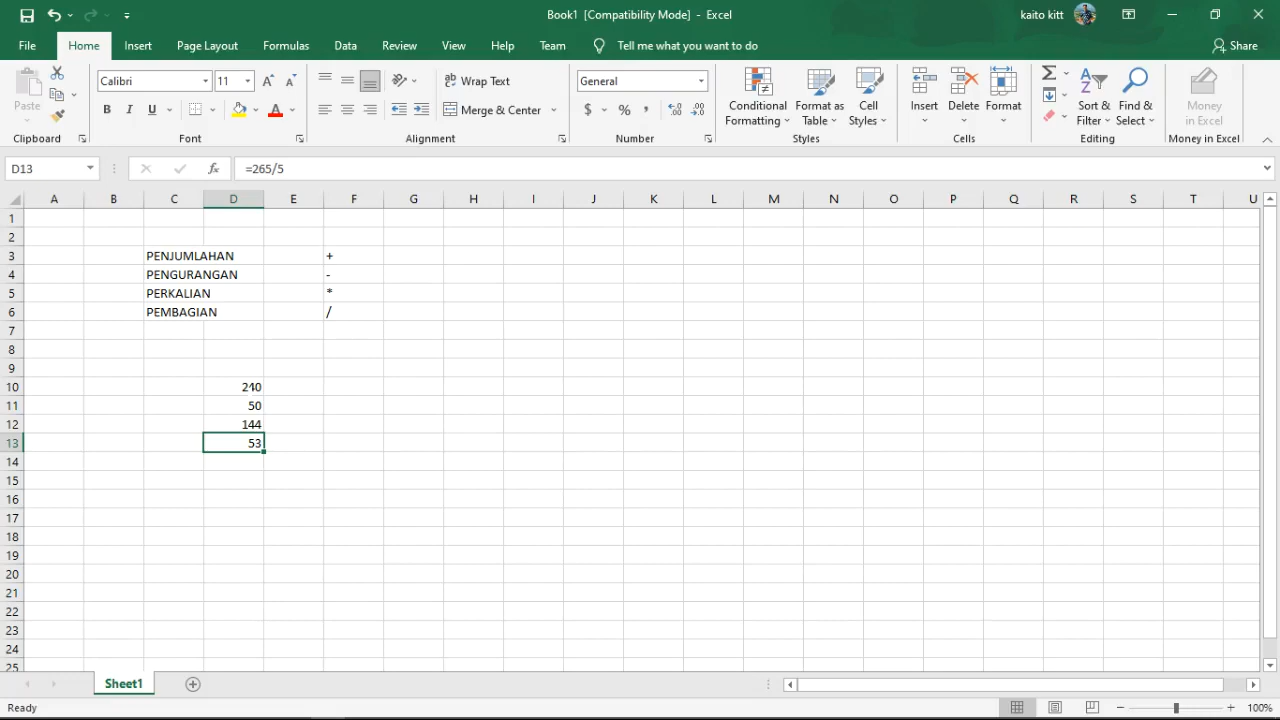 Book1 [Compatibility Mode] - Excel
kaito kitt
File Home Insert Page Layout Formulas Data Review View Help Team Tell me what you want to do Share
Paste
Clipboard
Calibri 11
B I U
Font
Wrap Text
Merge & Center
Alignment
General
$ % ,
Number
Conditional Formatting
Format as Table
Cell Styles
Styles
Insert Delete Format
Cells
Sort & Filter
Find & Select
Editing
Money in Excel
Money in Excel
D13 fx =265/5
A B C D E F G H I J K L M N O P Q R S T U
1
2
3 PENJUMLAHAN +
4 PENGURANGAN -
5 PERKALIAN *
6 PEMBAGIAN /
7
8
9
10 240
11 50
12 144
13 53
14
15
16
17
18
19
20
21
22
23
24
25
Sheet1
Ready 100%